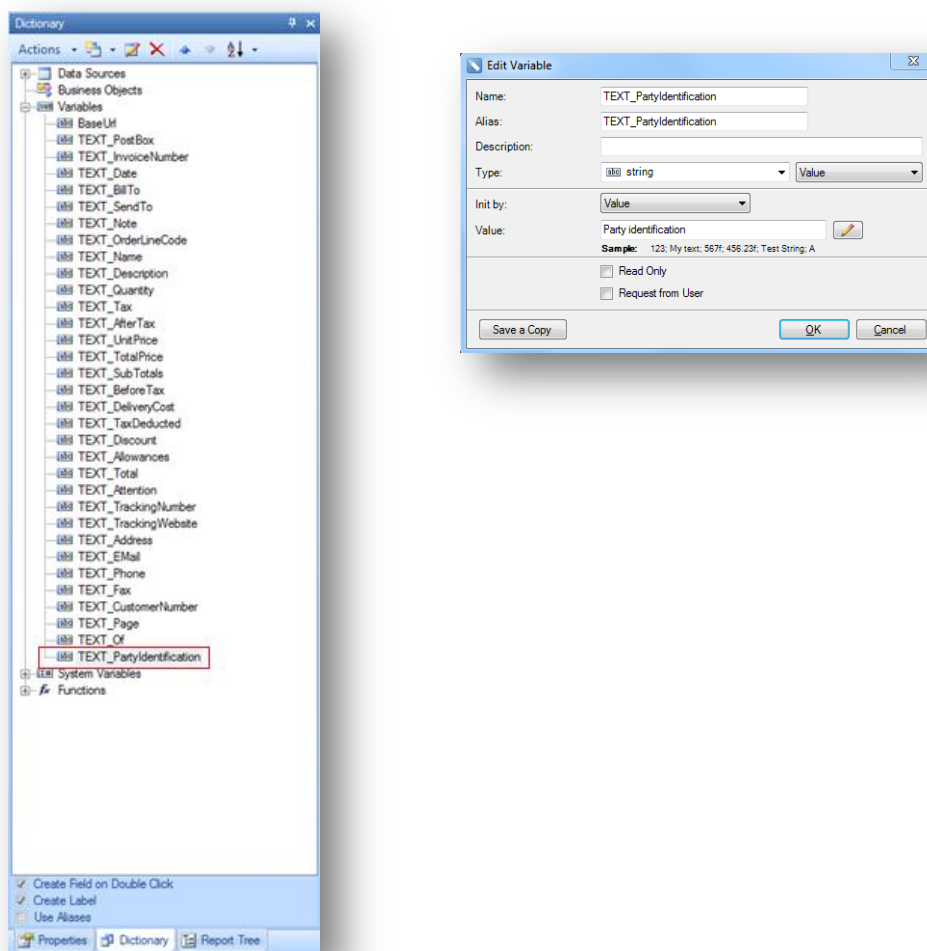 Dictionary
Actions
Data Sources
Business Objects
Variables
BaseUrl
TEXT_PostBox
TEXT_InvoiceNumber
TEXT_Date
TEXT_BillTo
TEXT_SendTo
TEXT_Note
TEXT_OrderLineCode
TEXT_Name
TEXT_Description
TEXT_Quantity
TEXT_Tax
TEXT_AfterTax
TEXT_UnitPrice
TEXT_TotalPrice
TEXT_SubTotals
TEXT_BeforeTax
TEXT_DeliveryCost
TEXT_TaxDeducted
TEXT_Discount
TEXT_Allowances
TEXT_Total
TEXT_Attention
TEXT_TrackingNumber
TEXT_TrackingWebsite
TEXT_Address
TEXT_EMail
TEXT_Phone
TEXT_Fax
TEXT_CustomerNumber
TEXT_Page
TEXT_Of
TEXT_PartyIdentification
System Variables
Functions
Create Field on Double Click
Create Label
Use Aliases
Properties Dictionary Report Tree
Edit Variable
Name: TEXT_PartyIdentification
Alias: TEXT_PartyIdentification
Description:
Type: string Value
Init by: Value
Value: Party identification
Sample: 123; My text; 567f; 456.23f; Test String; A
Read Only
Request from User
Save a Copy OK Cancel